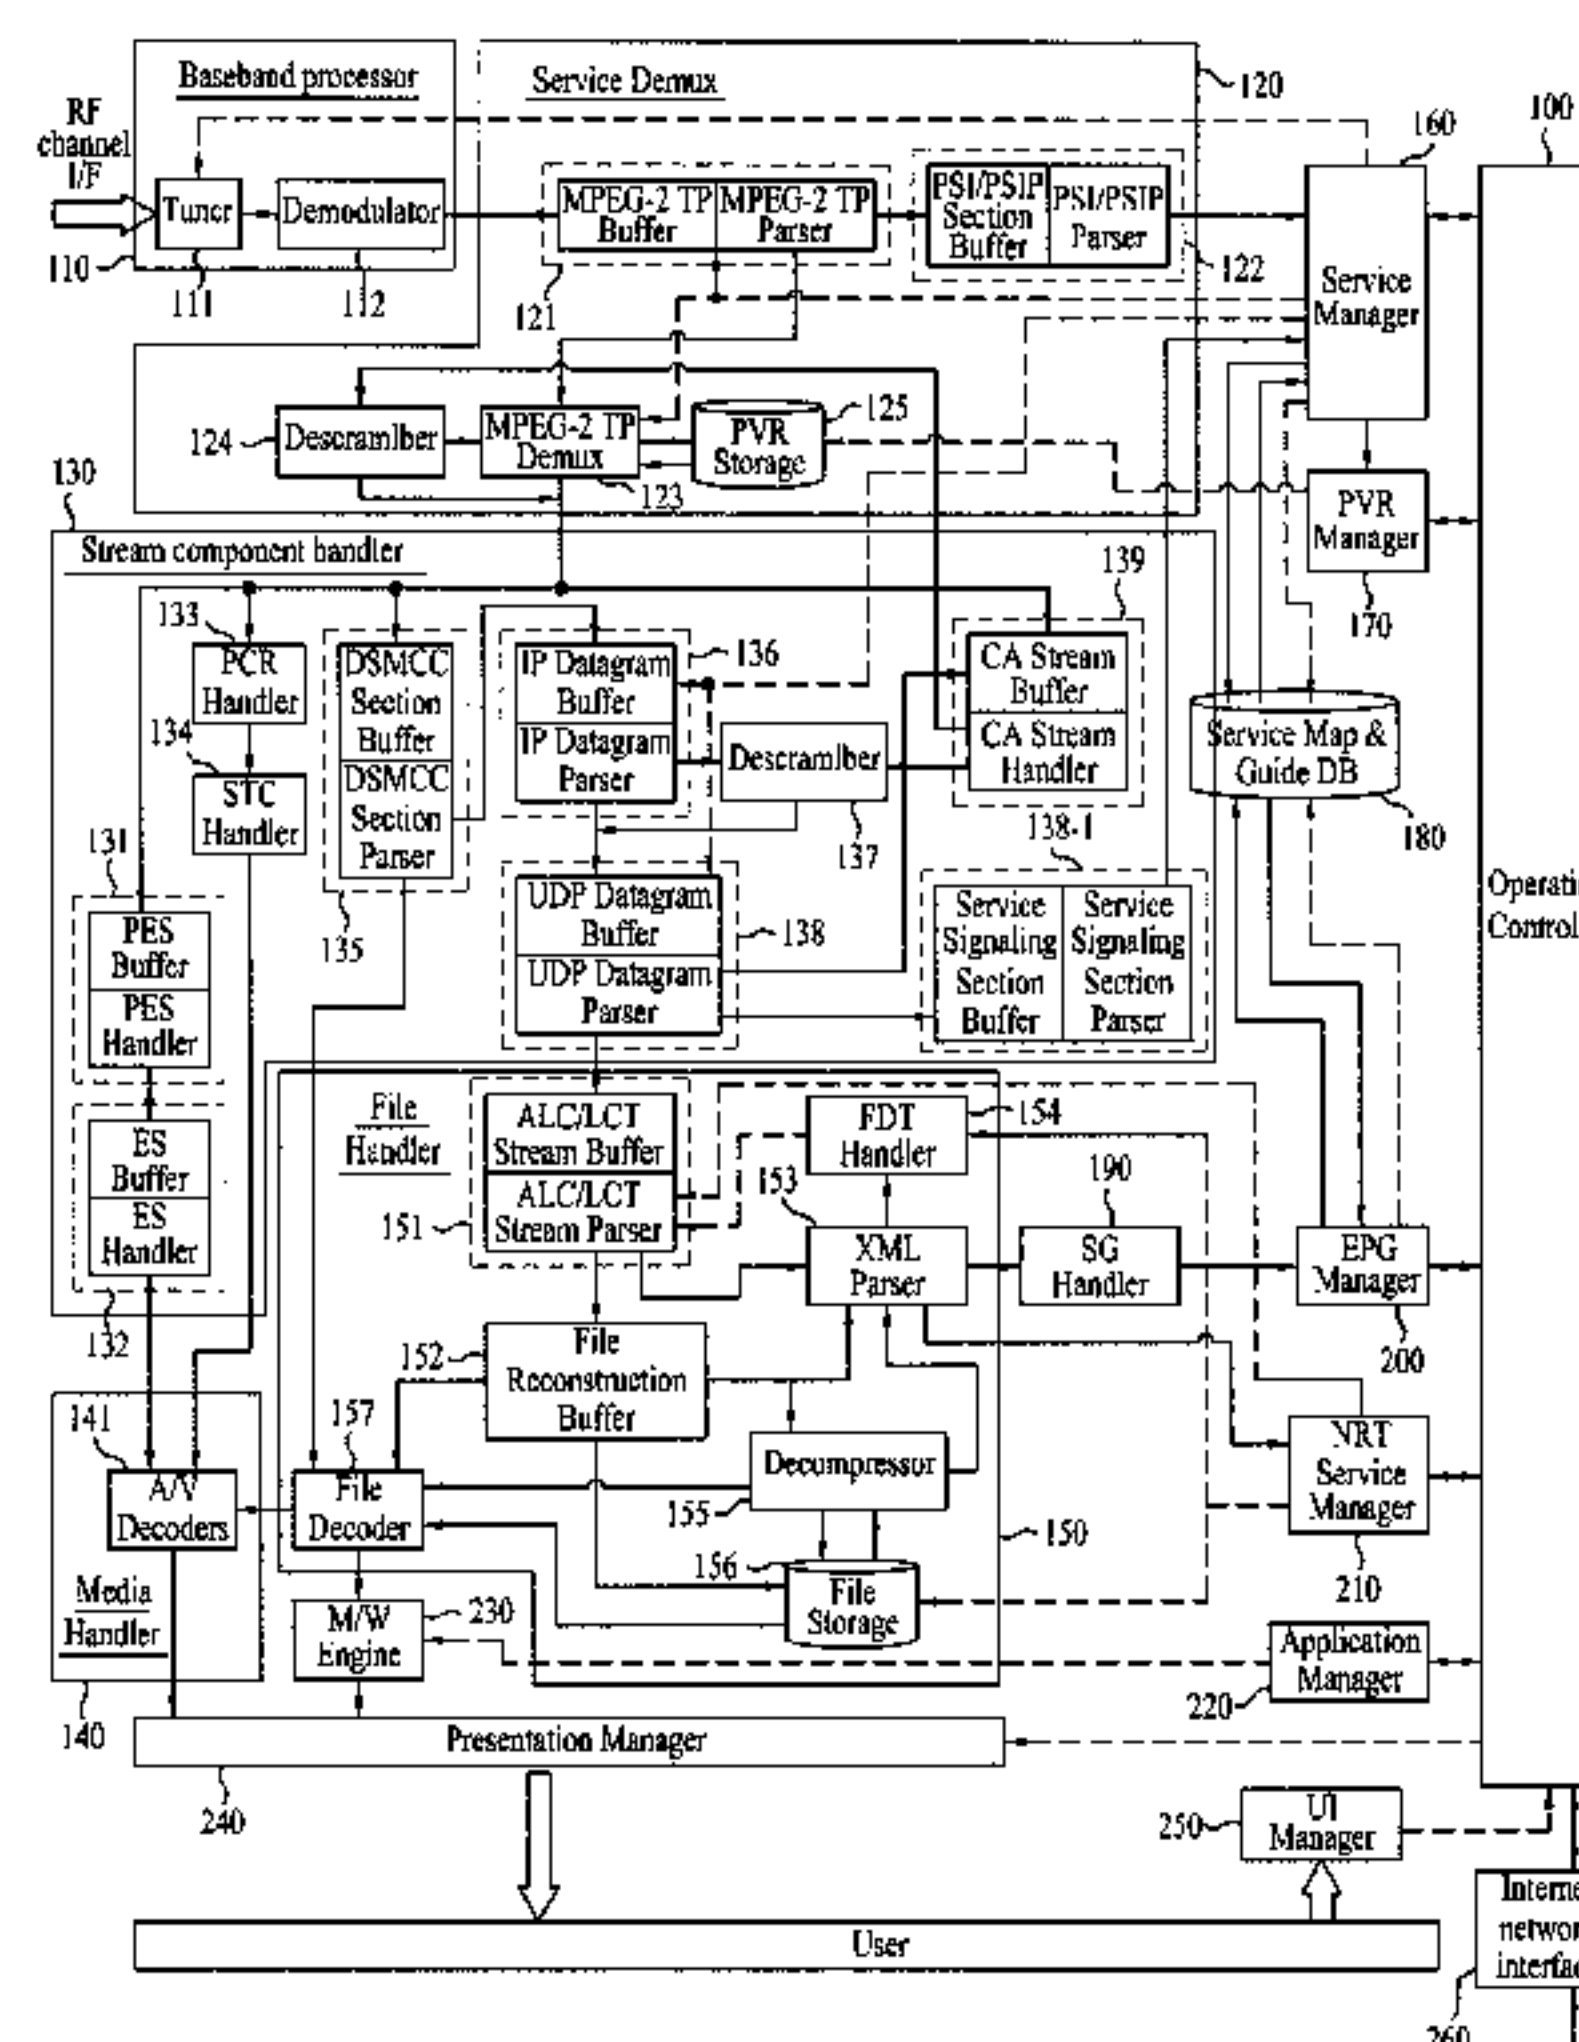 Baseband processor
Service Demux
120
RF
channel
I/F
160
100
Tuner
Demodulator
MPEG-2 TP
Buffer
MPEG-2 TP
Parser
PSI/PSIP
Section
Buffer
PSI/PSIP
Parser
110
111
112
121
122
Service
Manager
124
Descramlber
MPEG-2 TP
Demux
123
PVR
Storage
125
130
PVR
Manager
170
Stream component handler
139
133
PCR
Handler
DSMCC
Section
Buffer
IP Datagram
Buffer
136
CA Stream
Buffer
134
STC
Handler
DSMCC
Section
Parser
IP Datagram
Parser
Descramlber
CA Stream
Handler
Service Map &
Guide DB
180
131
135
137
138-1
PES
Buffer
PES
Handler
UDP Datagram
Buffer
UDP Datagram
Parser
138
Service
Signaling
Section
Buffer
Service
Signaling
Section
Parser
ES
Buffer
ES
Handler
132
File
Handler
ALC/LCT
Stream Buffer
ALC/LCT
Stream Parser
151
FDT
Handler
154
153
190
XML
Parser
SG
Handler
EPG
Manager
200
152
File
Reconstruction
Buffer
141
157
A/V
Decoders
File
Decoder
Decompressor
155
NRT
Service
Manager
210
150
156
File
Storage
Media
Handler
140
M/W
Engine
230
Application
Manager
220
Presentation Manager
240
250
UI
Manager
User
260